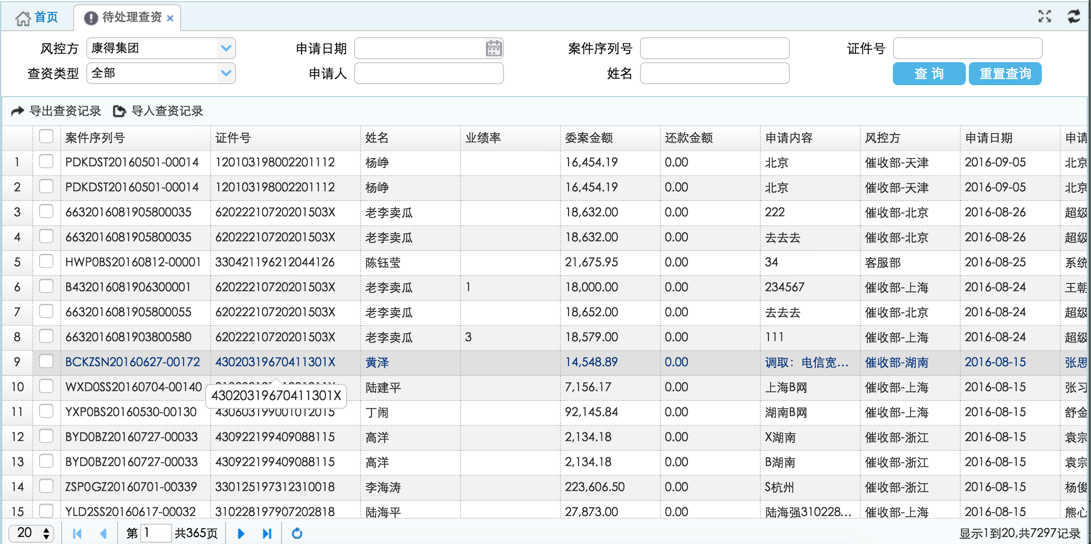 首页 待处理查资 ×
风控方 康得集团 申请日期 案件序列号 证件号
查资类型 全部 申请人 姓名 查 询 重置查询
导出查资记录 导入查资记录
案件序列号 证件号 姓名 业绩率 委案金额 还款金额 申请内容 风控方 申请日期 申请
1 PDKDST20160501-00014 120103198002201112 杨峥 16,454.19 0.00 北京 催收部-天津 2016-09-05 北京
2 PDKDST20160501-00014 120103198002201112 杨峥 16,454.19 0.00 北京 催收部-天津 2016-09-05 北京
3 6632016081905800035 62022210720201503X 老李卖瓜 18,632.00 0.00 222 催收部-北京 2016-08-26 超级
4 6632016081905800035 62022210720201503X 老李卖瓜 18,632.00 0.00 去去去 催收部-北京 2016-08-26 超级
5 HWP0BS20160812-00001 330421196212044126 陈钰莹 21,675.95 0.00 34 客服部 2016-08-25 系统
6 B432016081906300001 62022210720201503X 老李卖瓜 1 18,000.00 0.00 234567 催收部-上海 2016-08-24 王朝
7 6632016081905800055 62022210720201503X 老李卖瓜 18,652.00 0.00 去去去 催收部-北京 2016-08-24 超级
8 6632016081903800580 62022210720201503X 老李卖瓜 3 18,579.00 0.00 111 催收部-上海 2016-08-24 超级
9 BCKZSN20160627-00172 43020319670411301X 黄泽 14,548.89 0.00 调取：电信宽... 催收部-湖南 2016-08-15 张思
10 WXD0SS20160704-00140 陆建平 7,156.17 0.00 上海B网 催收部-上海 2016-08-15 张习
43020319670411301X
11 YXP0BS20160530-00130 430603199001012015 丁闹 92,145.84 0.00 湖南B网 催收部-上海 2016-08-15 舒金
12 BYD0BZ20160727-00033 430922199409088115 高洋 2,134.18 0.00 X湖南 催收部-浙江 2016-08-15 袁宗
13 BYD0BZ20160727-00033 430922199409088115 高洋 2,134.18 0.00 B湖南 催收部-浙江 2016-08-15 袁宗
14 ZSP0GZ20160701-00339 330125197312310018 李海涛 223,606.50 0.00 S杭州 催收部-浙江 2016-08-15 杨俊
15 YLD2SS20160617-00032 310228197907202818 陆海平 27,873.00 0.00 陆海强310228... 催收部-上海 2016-08-15 熊心
20 第 1 共365页 显示1到20,共7297记录